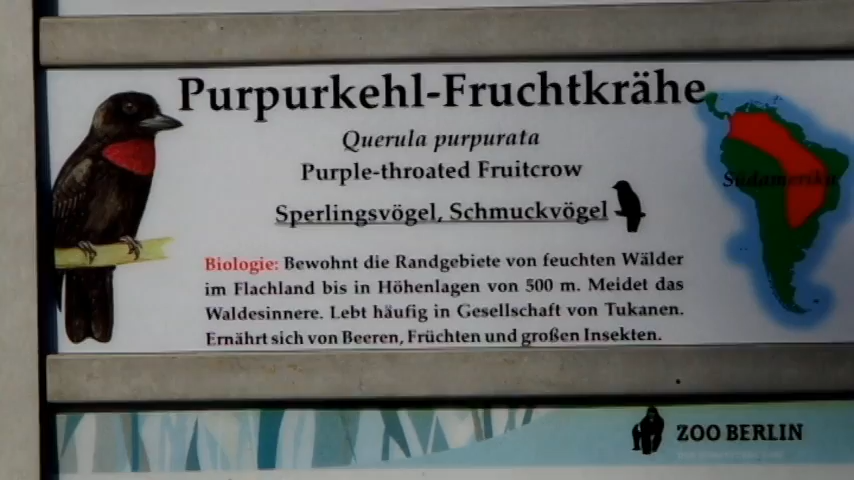 Purpurkehl-Fruchtkrähe
Querula purpurata
Purple-throated Fruitcrow
Sperlingsvögel, Schmuckvögel
Südamerika
Biologie: Bewohnt die Randgebiete von feuchten Wälder
im Flachland bis in Höhenlagen von 500 m. Meidet das
Waldesinnere. Lebt häufig in Gesellschaft von Tukanen.
Ernährt sich von Beeren, Früchten und großen Insekten.
ZOO BERLIN